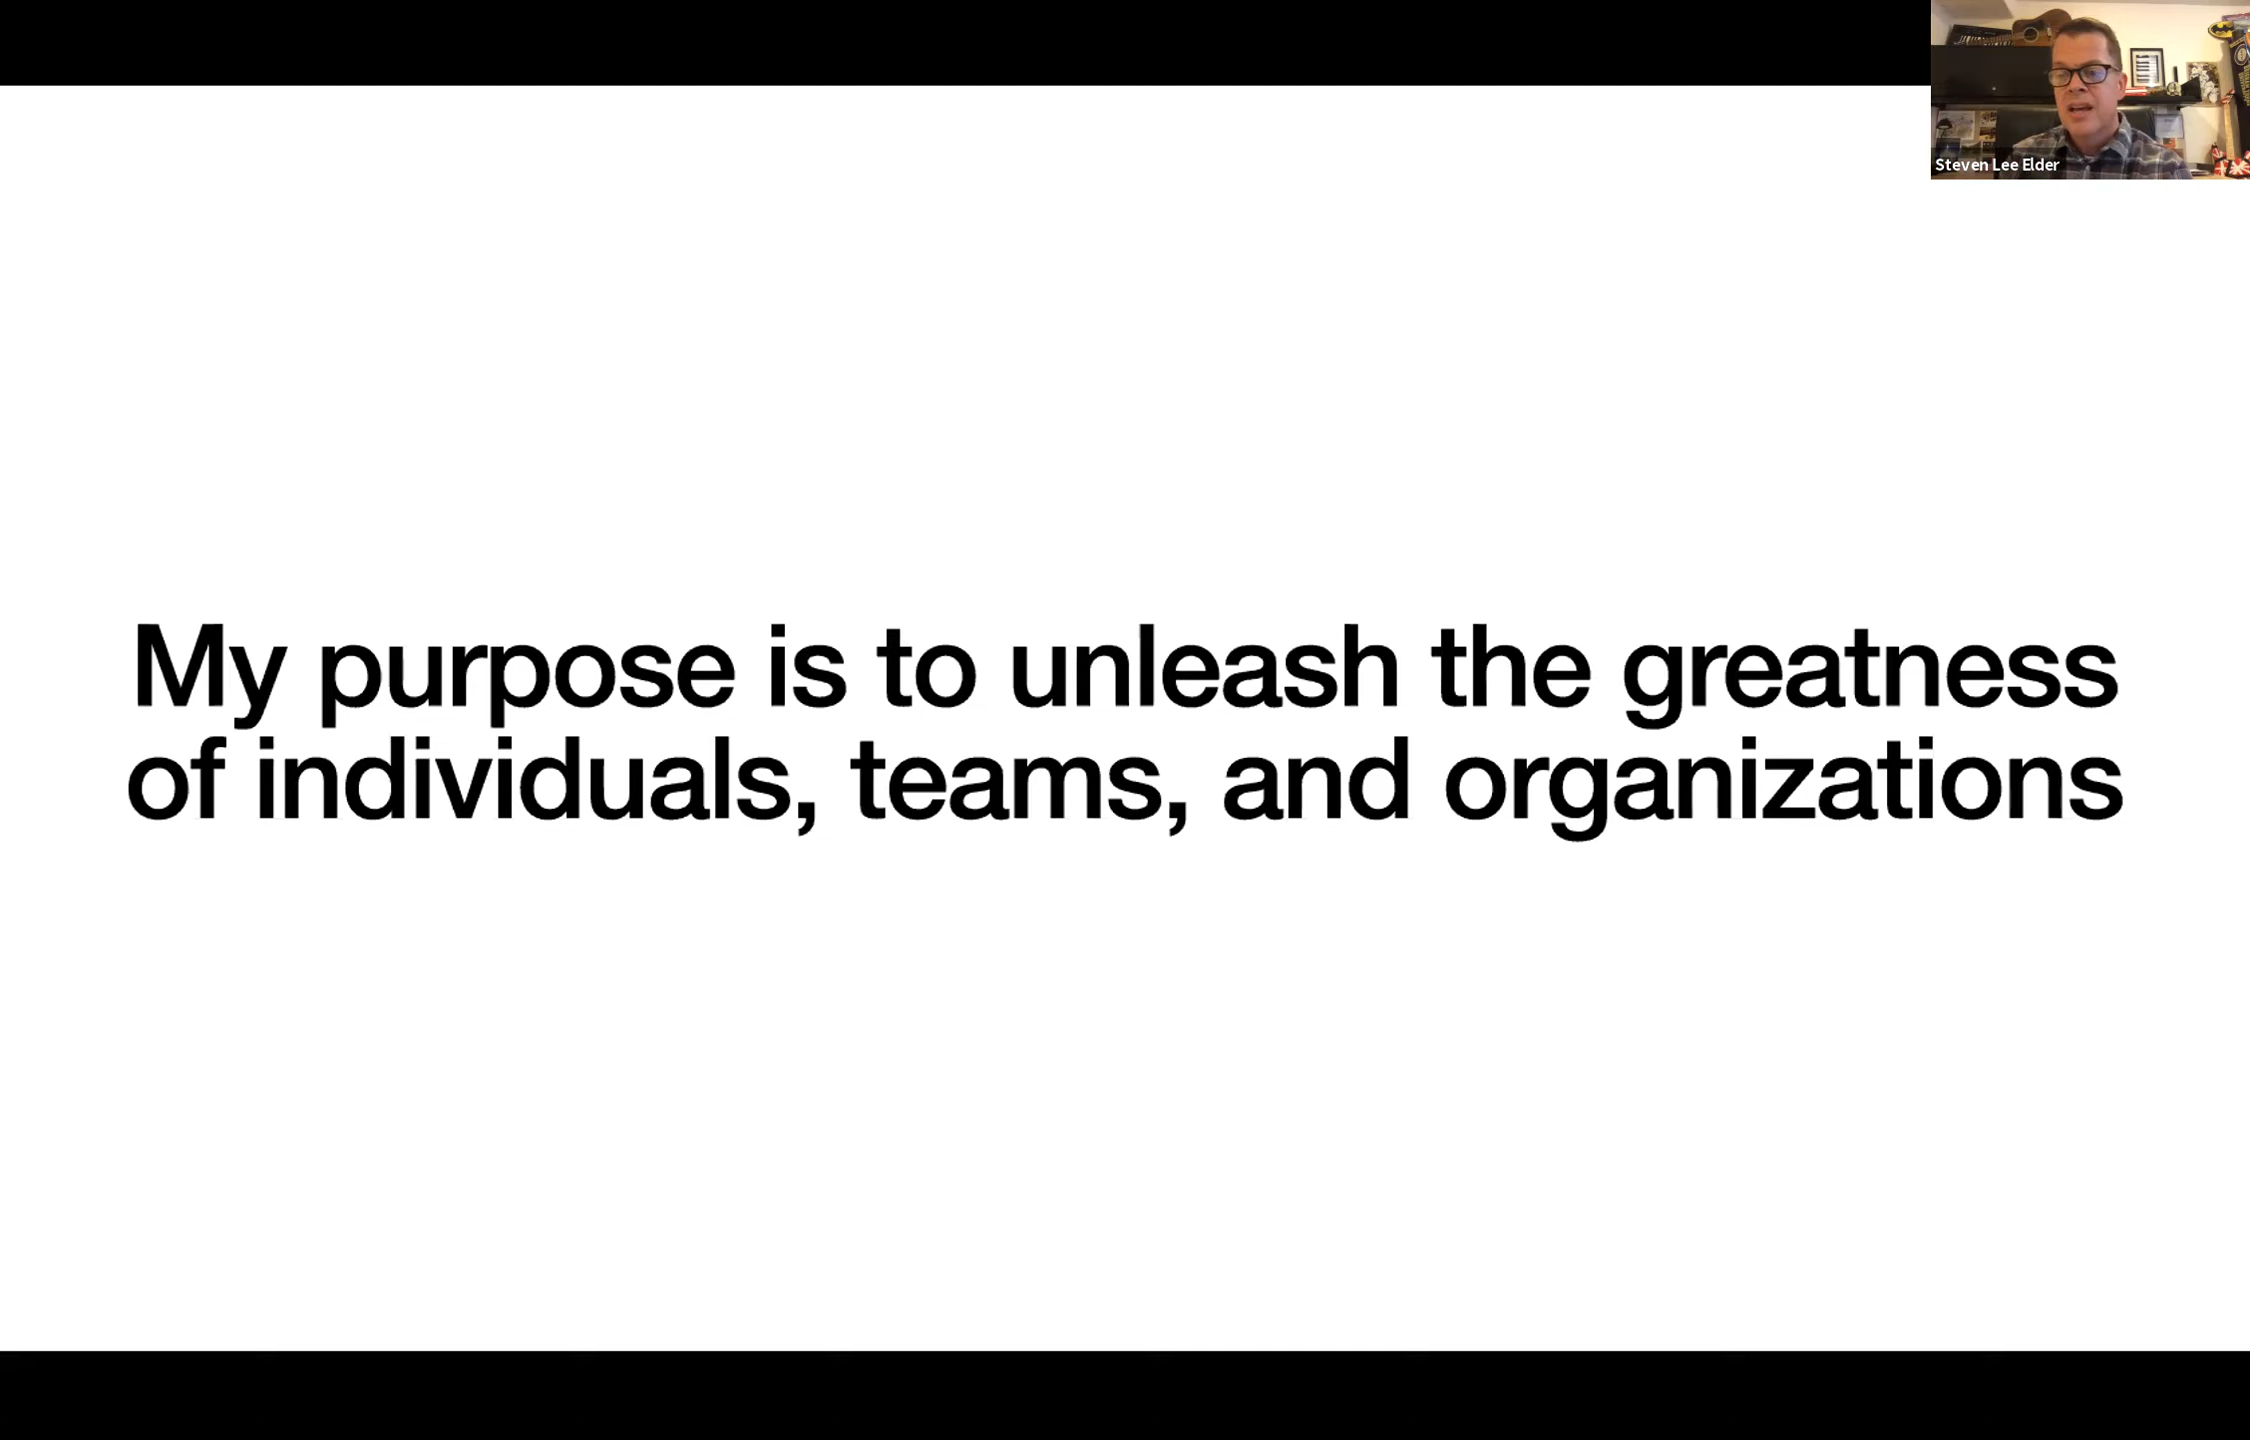 Steven Lee Elder
My purpose is to unleash the greatness
of individuals, teams, and organizations